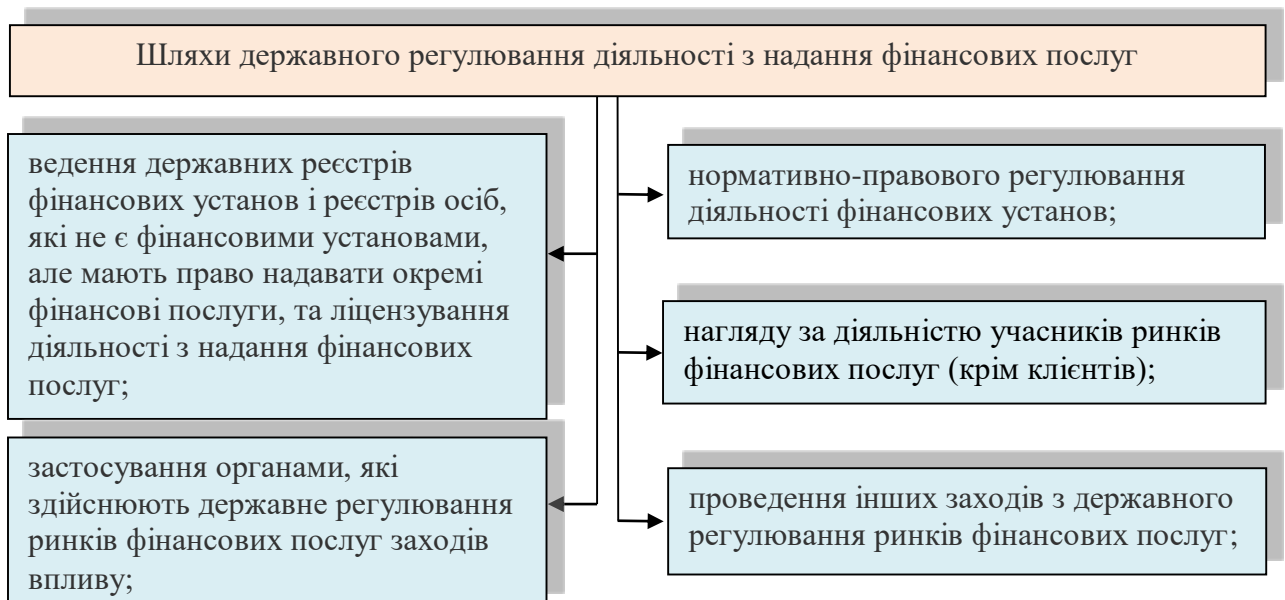 Шляхи державного регулювання діяльності з надання фінансових послуг
ведення державних реєстрів
фінансових установ і реєстрів осіб,
які не є фінансовими установами,
але мають право надавати окремі
фінансові послуги, та ліцензування
діяльності з надання фінансових
послуг;
застосування органами, які
здійснюють державне регулювання
ринків фінансових послуг заходів
впливу;
нормативно-правового регулювання
діяльності фінансових установ;
нагляду за діяльністю учасників ринків
фінансових послуг (крім клієнтів);
проведення інших заходів з державного
регулювання ринків фінансових послуг;